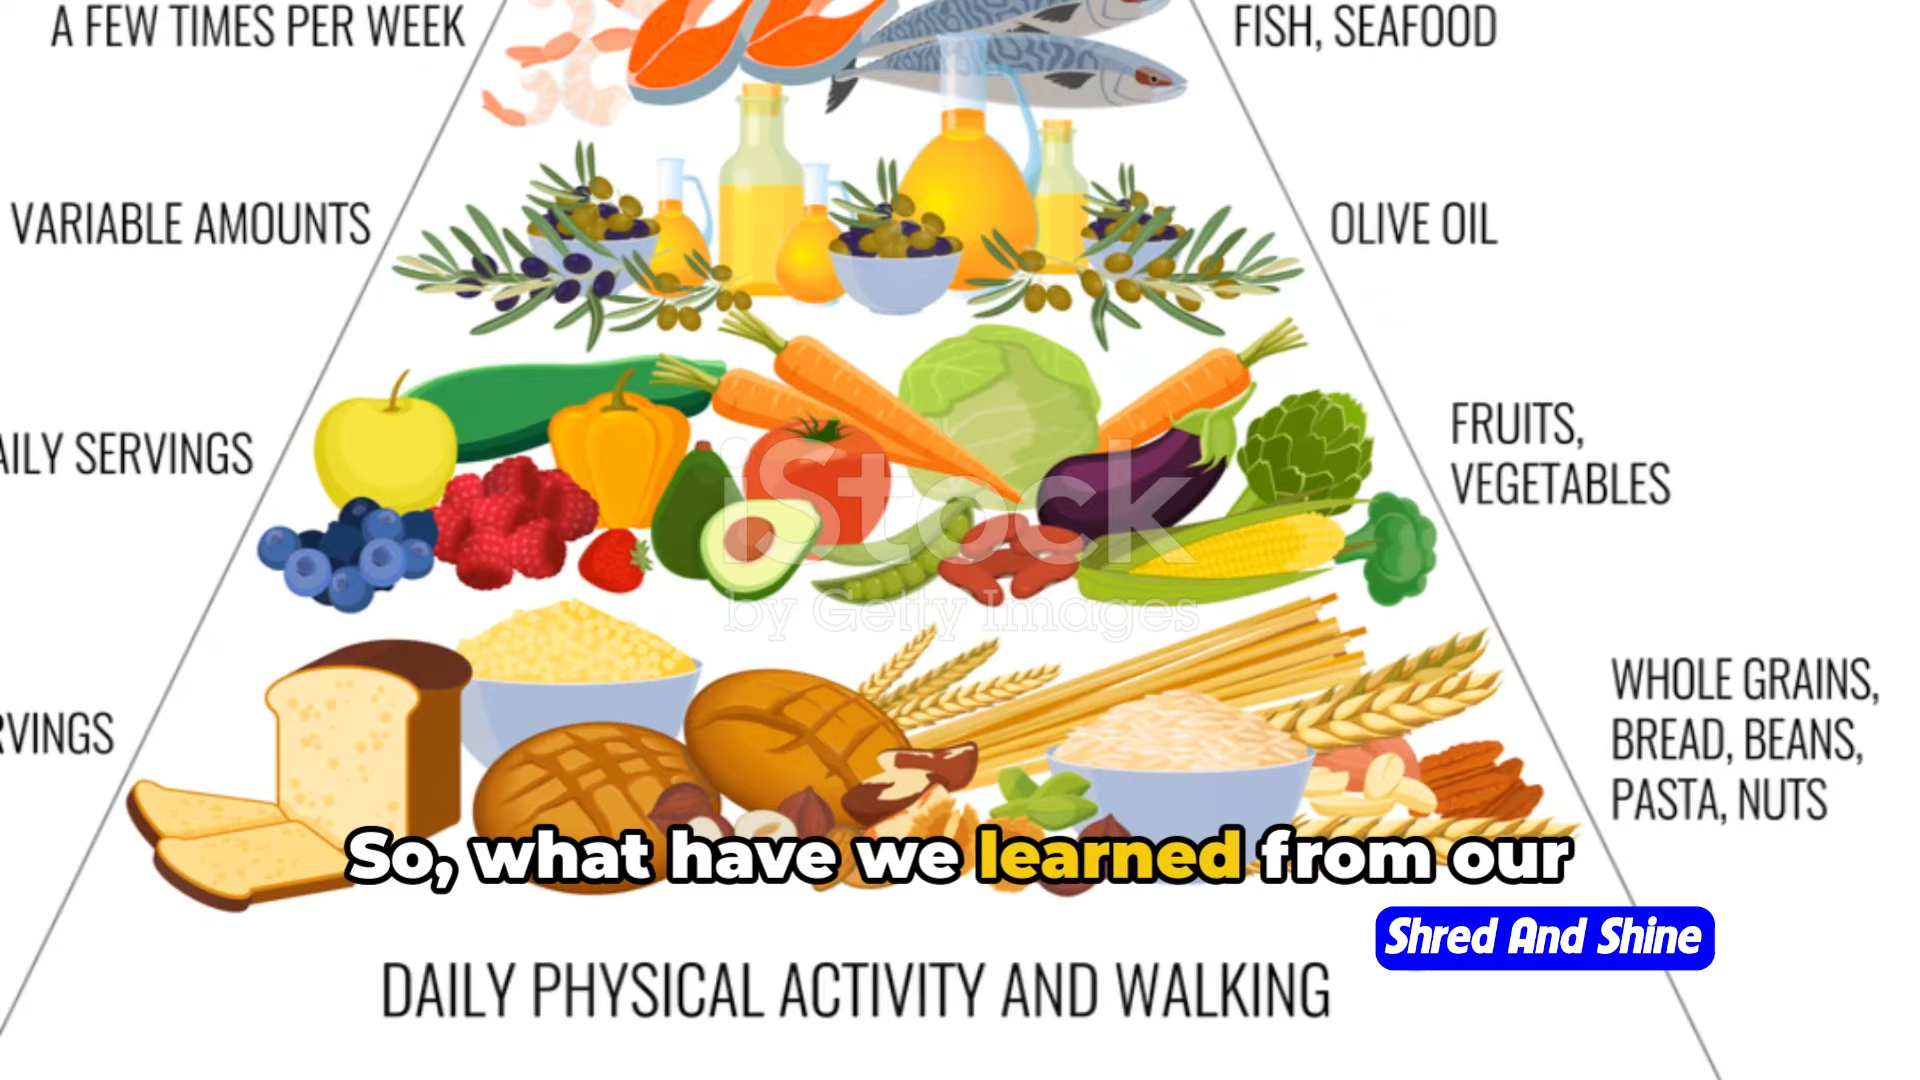 A FEW TIMES PER WEEK
FISH, SEAFOOD
VARIABLE AMOUNTS
OLIVE OIL
AILY SERVINGS
FRUITS,
VEGETABLES
iStock
by Getty Images
RVINGS
WHOLE GRAINS,
BREAD, BEANS,
PASTA, NUTS
So, what have we learned from our
Shred And Shine
DAILY PHYSICAL ACTIVITY AND WALKING